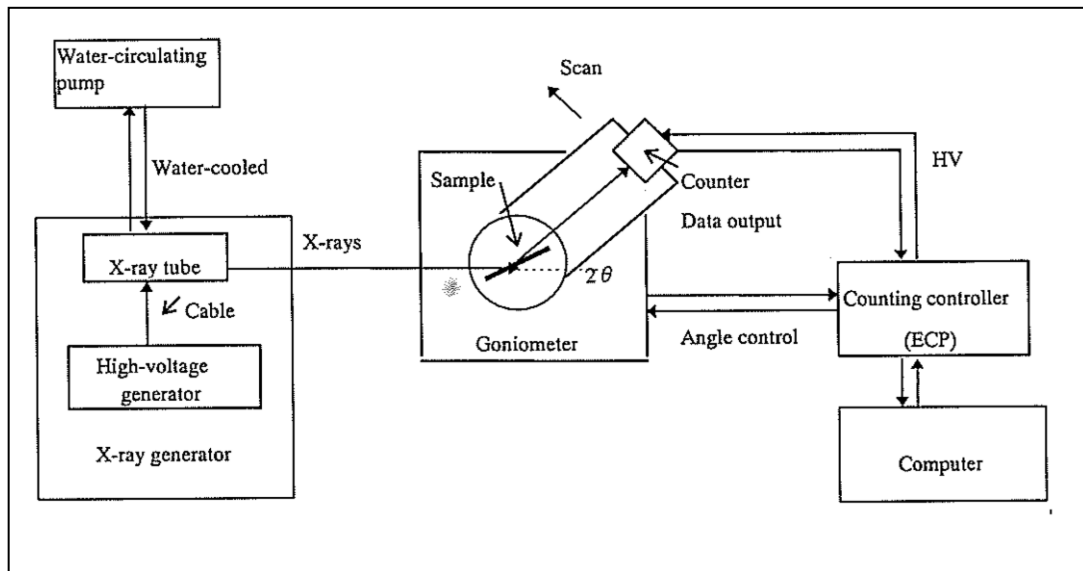 Water-circulating
pump
Water-cooled
X-ray tube
Cable
High-voltage
generator
X-ray generator
X-rays
Scan
Sample
Counter
2θ
Goniometer
HV
Data output
Angle control
Counting controller
(ECP)
Computer